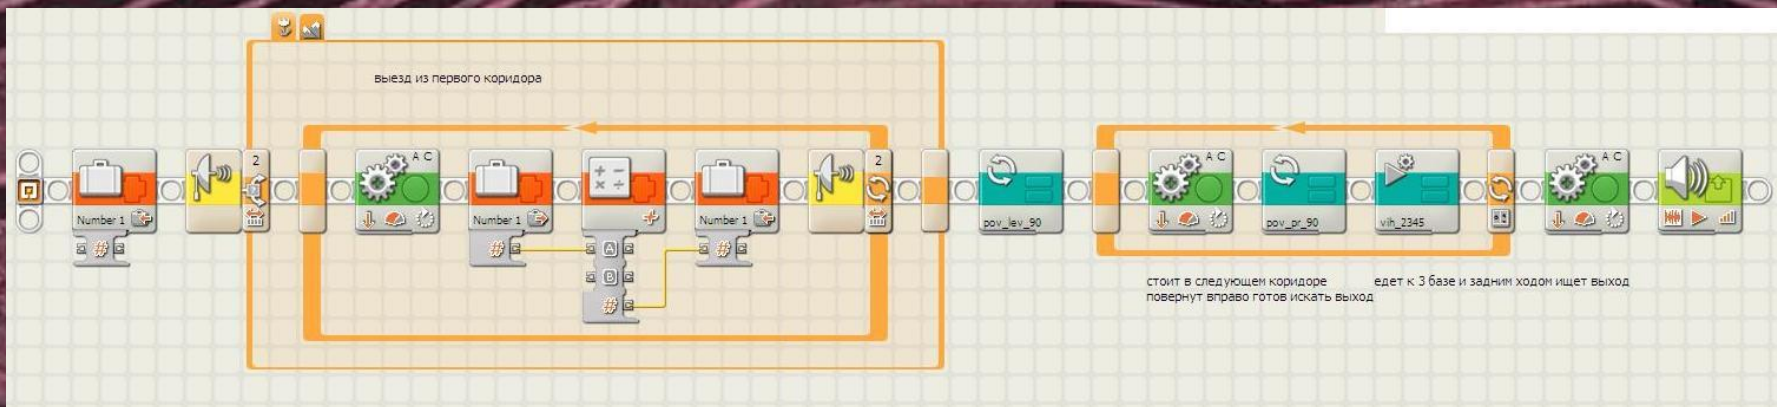 выезд из первого коридора
2
A C
2
Number 1
Number 1
A
B
Number 1
pov_lev_90
A C
pov_pr_90
vih_2345
A C
стоит в следующем коридоре
повернут вправо готов искать выход
едет к 3 базе и задним ходом ищет выход